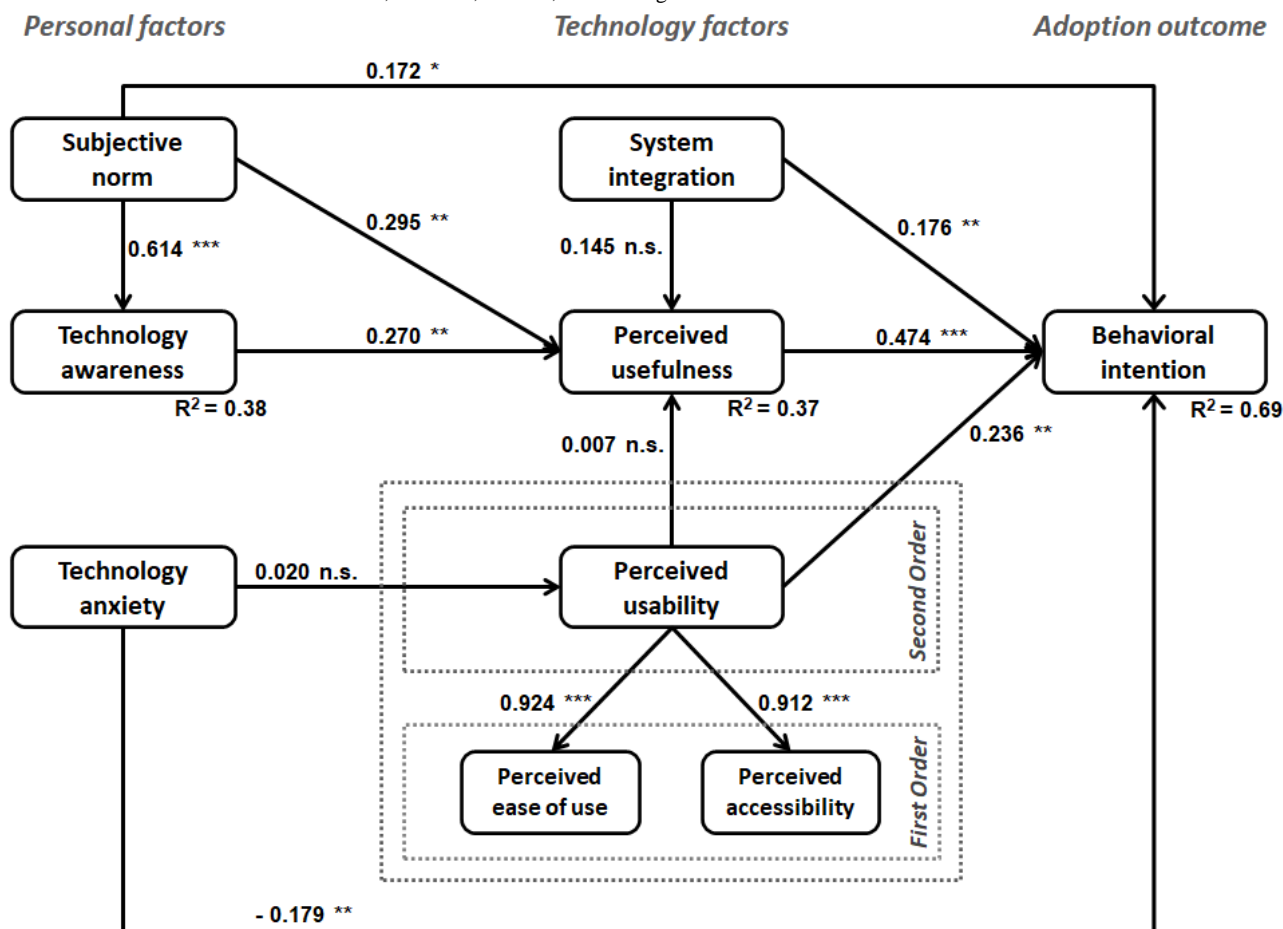 Personal factors
Technology factors
Adoption outcome
0.172 *
Subjective
norm
System
integration
0.295 **
0.176 **
0.614 ***
0.145 n.s.
Technology
awareness
0.270 **
Perceived
usefulness
0.474 ***
Behavioral
intention
R² = 0.38
R² = 0.37
R² = 0.69
0.007 n.s.
0.236 **
Technology
anxiety
0.020 n.s.
Perceived
usability
Second Order
0.924 ***
0.912 ***
Perceived
ease of use
Perceived
accessibility
First Order
- 0.179 **